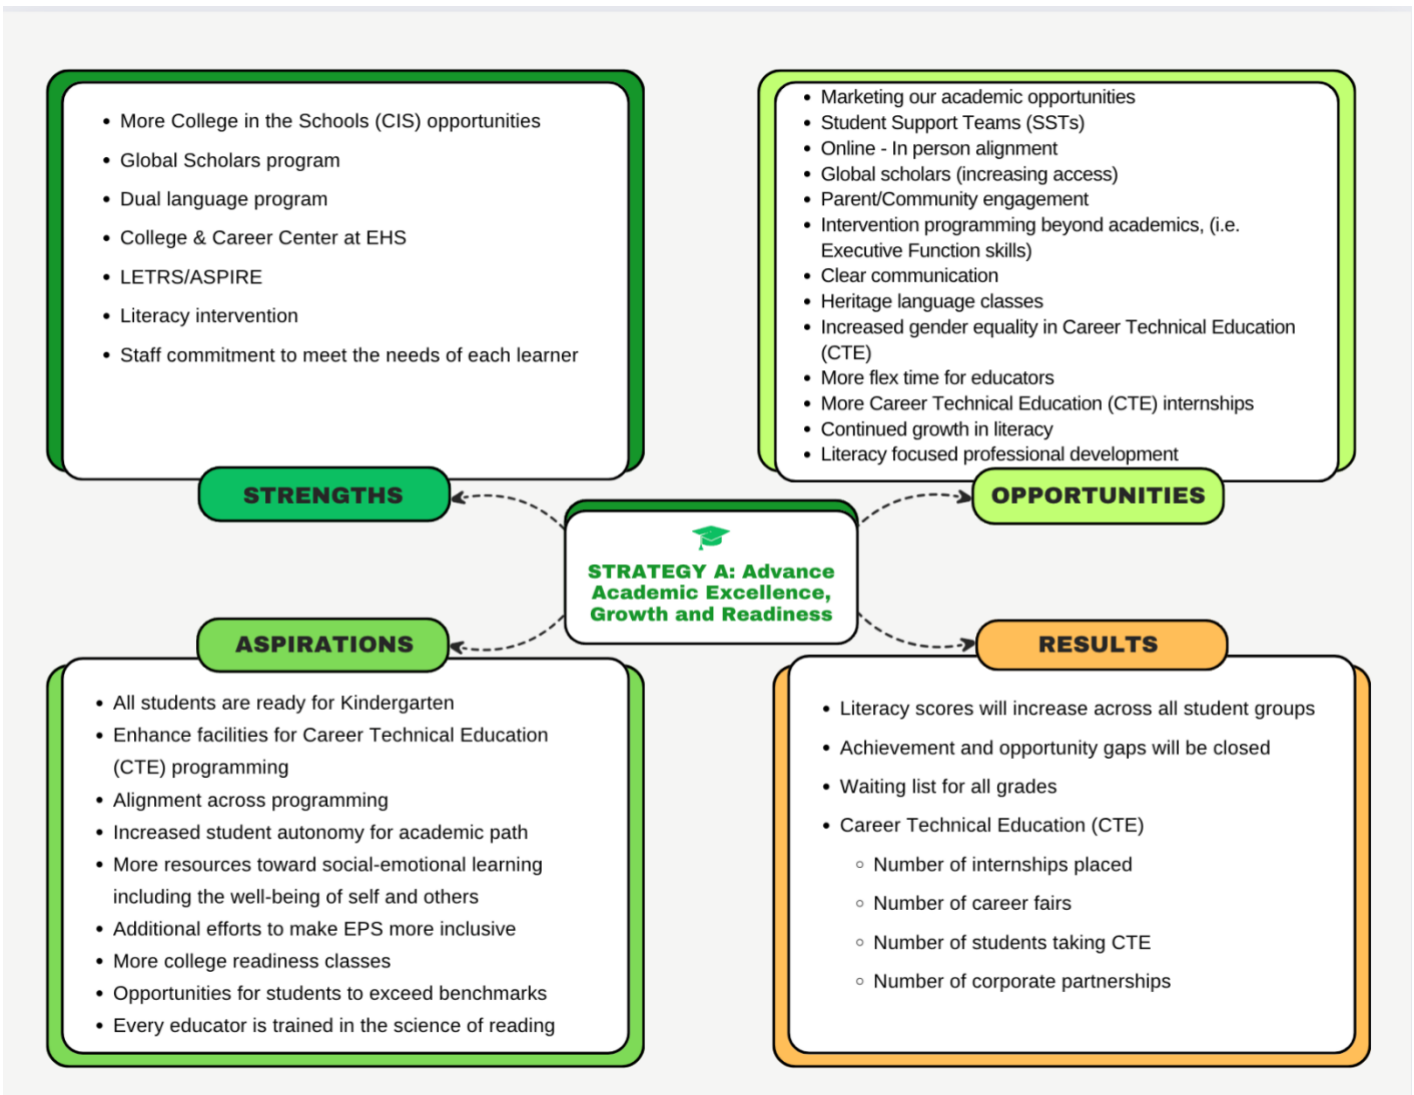 • More College in the Schools (CIS) opportunities
• Global Scholars program
• Dual language program
• College & Career Center at EHS
• LETRS/ASPIRE
• Literacy intervention
• Staff commitment to meet the needs of each learner
STRENGTHS
• Marketing our academic opportunities
• Student Support Teams (SSTs)
• Online - In person alignment
• Global scholars (increasing access)
• Parent/Community engagement
• Intervention programming beyond academics, (i.e.
Executive Function skills)
• Clear communication
• Heritage language classes
• Increased gender equality in Career Technical Education
(CTE)
• More flex time for educators
• More Career Technical Education (CTE) internships
• Continued growth in literacy
• Literacy focused professional development
OPPORTUNITIES
STRATEGY A: Advance
Academic Excellence,
Growth and Readiness
ASPIRATIONS
• All students are ready for Kindergarten
• Enhance facilities for Career Technical Education
(CTE) programming
• Alignment across programming
• Increased student autonomy for academic path
• More resources toward social-emotional learning
including the well-being of self and others
• Additional efforts to make EPS more inclusive
• More college readiness classes
• Opportunities for students to exceed benchmarks
• Every educator is trained in the science of reading
RESULTS
• Literacy scores will increase across all student groups
• Achievement and opportunity gaps will be closed
• Waiting list for all grades
• Career Technical Education (CTE)
◦ Number of internships placed
◦ Number of career fairs
◦ Number of students taking CTE
◦ Number of corporate partnerships